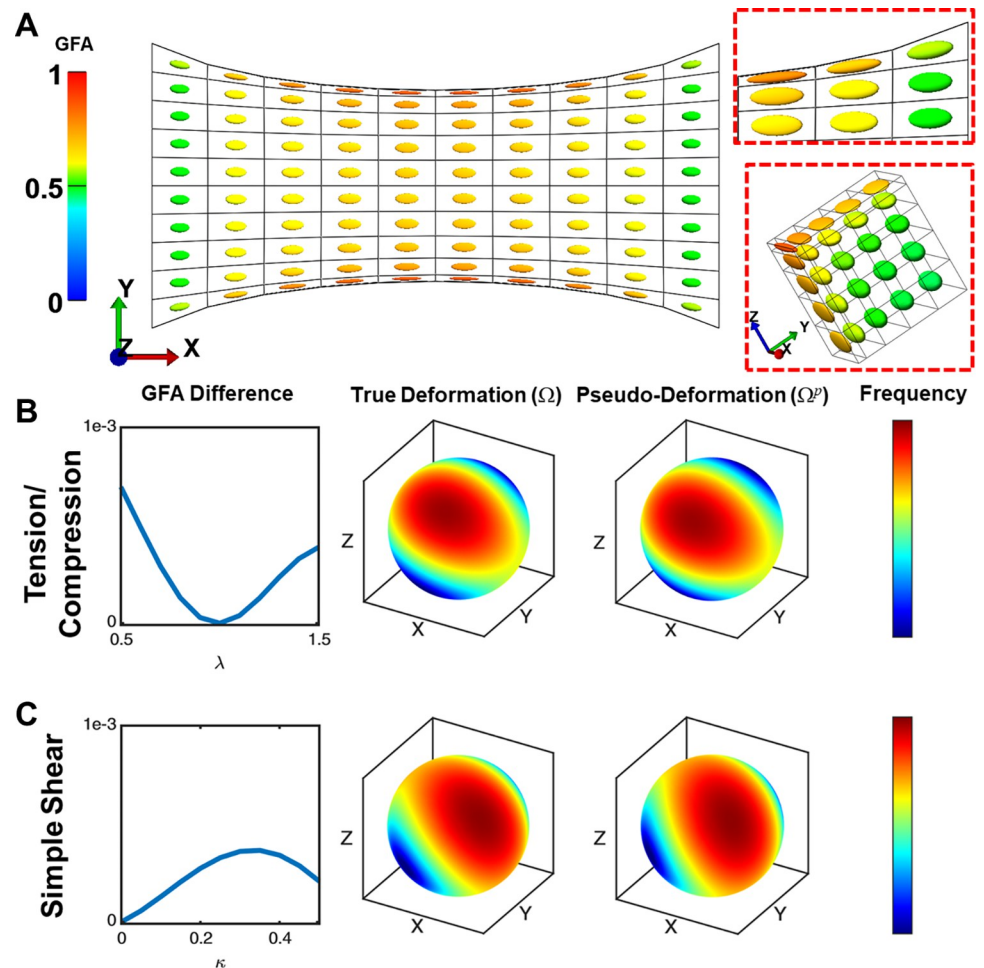 A
GFA
1
0.5
0
Y
Z
X
Z
Y
X
B
GFA Difference
True Deformation (Ω)
Pseudo-Deformation (Ωᵖ)
Frequency
Tension/
Compression
1e-3
0
0.5
1.5
λ
Z
X
Y
Z
X
Y
C
Simple Shear
1e-3
0
0
0.2
0.4
κ
Z
X
Y
Z
X
Y